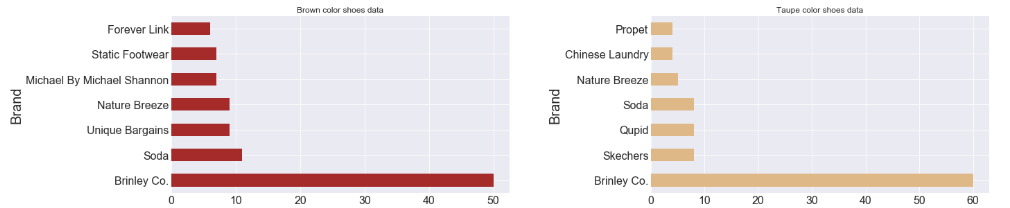 Brown color shoes data
Forever Link
Static Footwear
Michael By Michael Shannon
Nature Breeze
Unique Bargains
Soda
Brinley Co.
Brand
0 10 20 30 40 50
Taupe color shoes data
Propet
Chinese Laundry
Nature Breeze
Soda
Qupid
Skechers
Brinley Co.
Brand
0 10 20 30 40 50 60